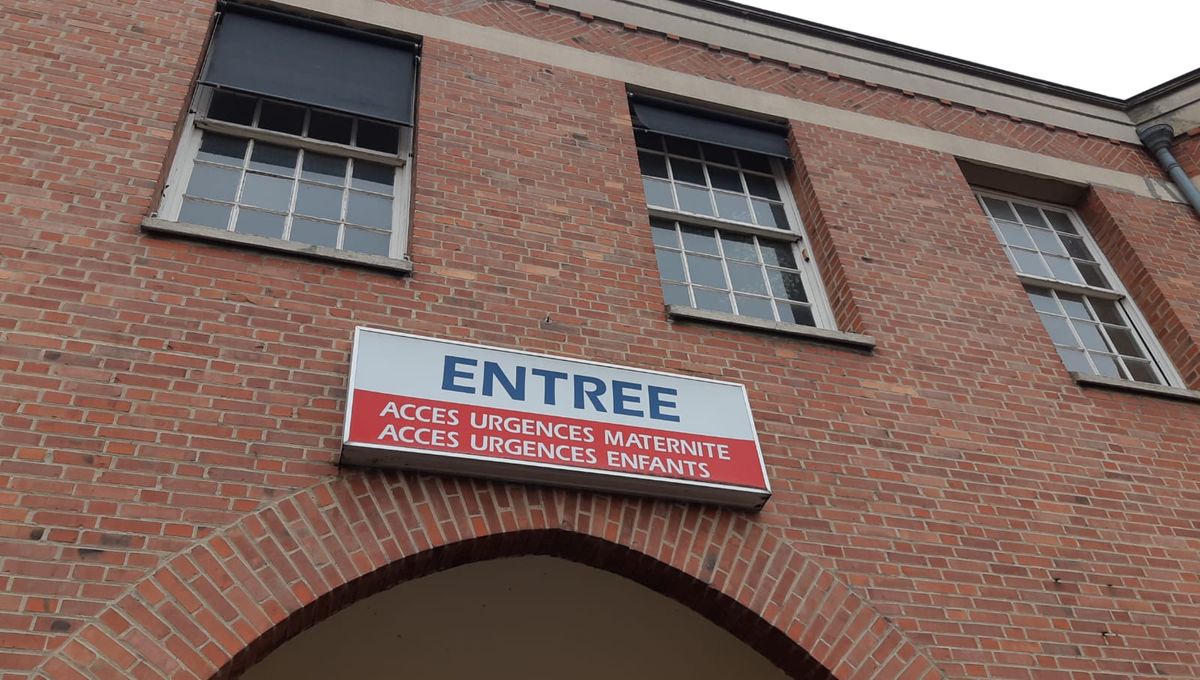 ENTREE
ACCES URGENCES MATERNITE
ACCES URGENCES ENFANTS